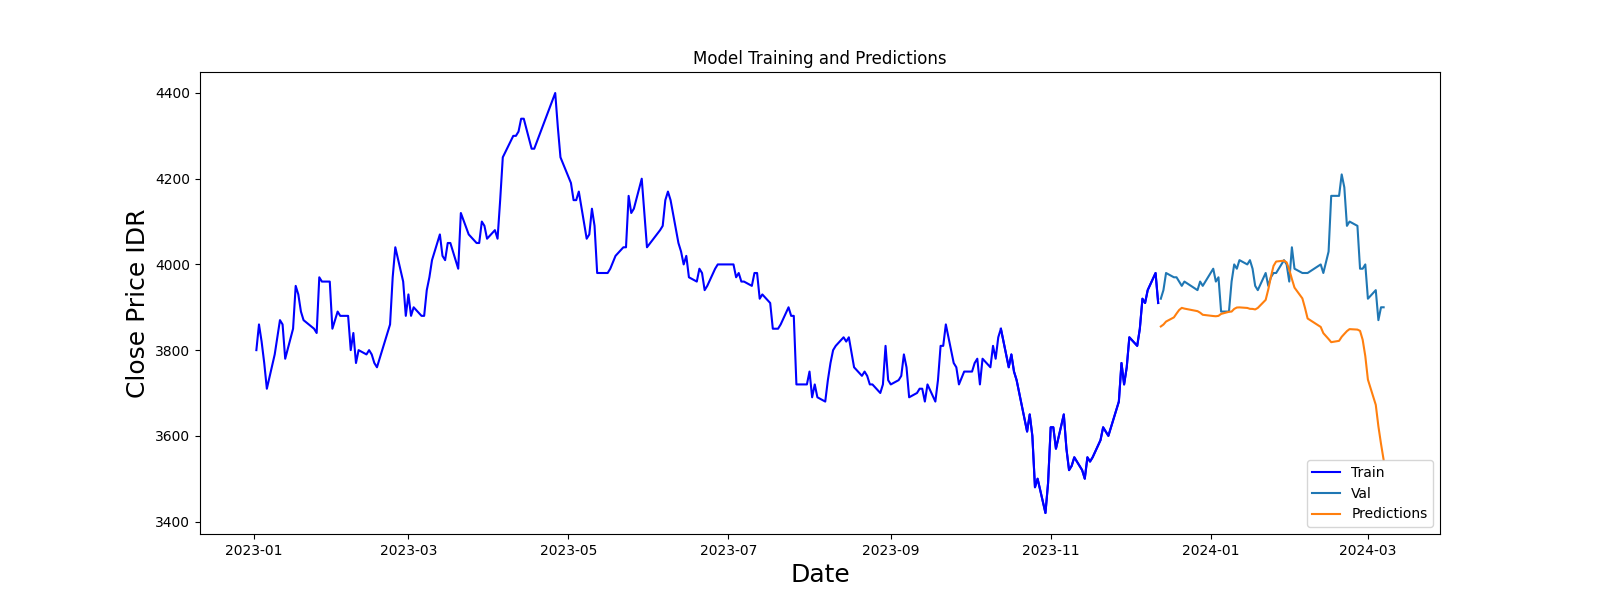 Model Training and Predictions
Close Price IDR
4400
4200
4000
3800
3600
3400
2023-01
2023-03
2023-05
2023-07
2023-09
2023-11
2024-01
2024-03
Date
Train
Val
Predictions